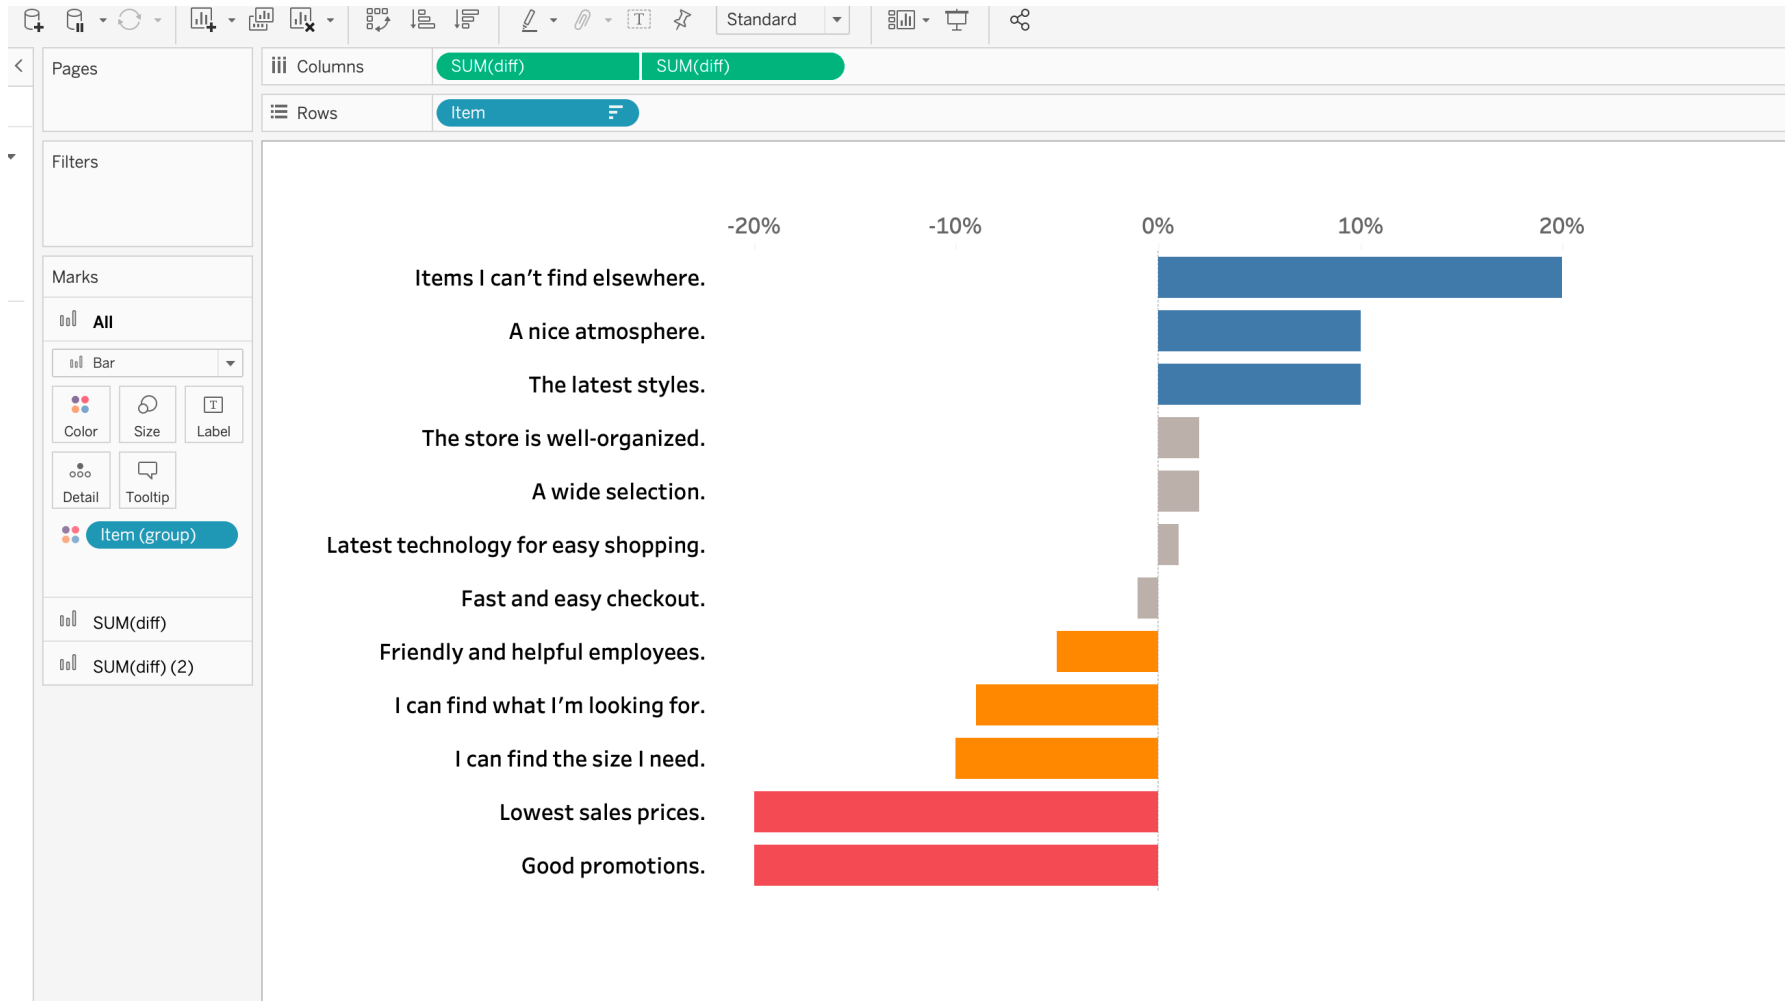 Standard
Pages
Columns
SUM(diff)
SUM(diff)
Rows
Item
Filters
Marks
All
Bar
Color
Size
T
Label
Detail
Tooltip
Item (group)
SUM(diff)
SUM(diff) (2)
-20%
-10%
0%
10%
20%
Items I can’t find elsewhere.
A nice atmosphere.
The latest styles.
The store is well-organized.
A wide selection.
Latest technology for easy shopping.
Fast and easy checkout.
Friendly and helpful employees.
I can find what I’m looking for.
I can find the size I need.
Lowest sales prices.
Good promotions.